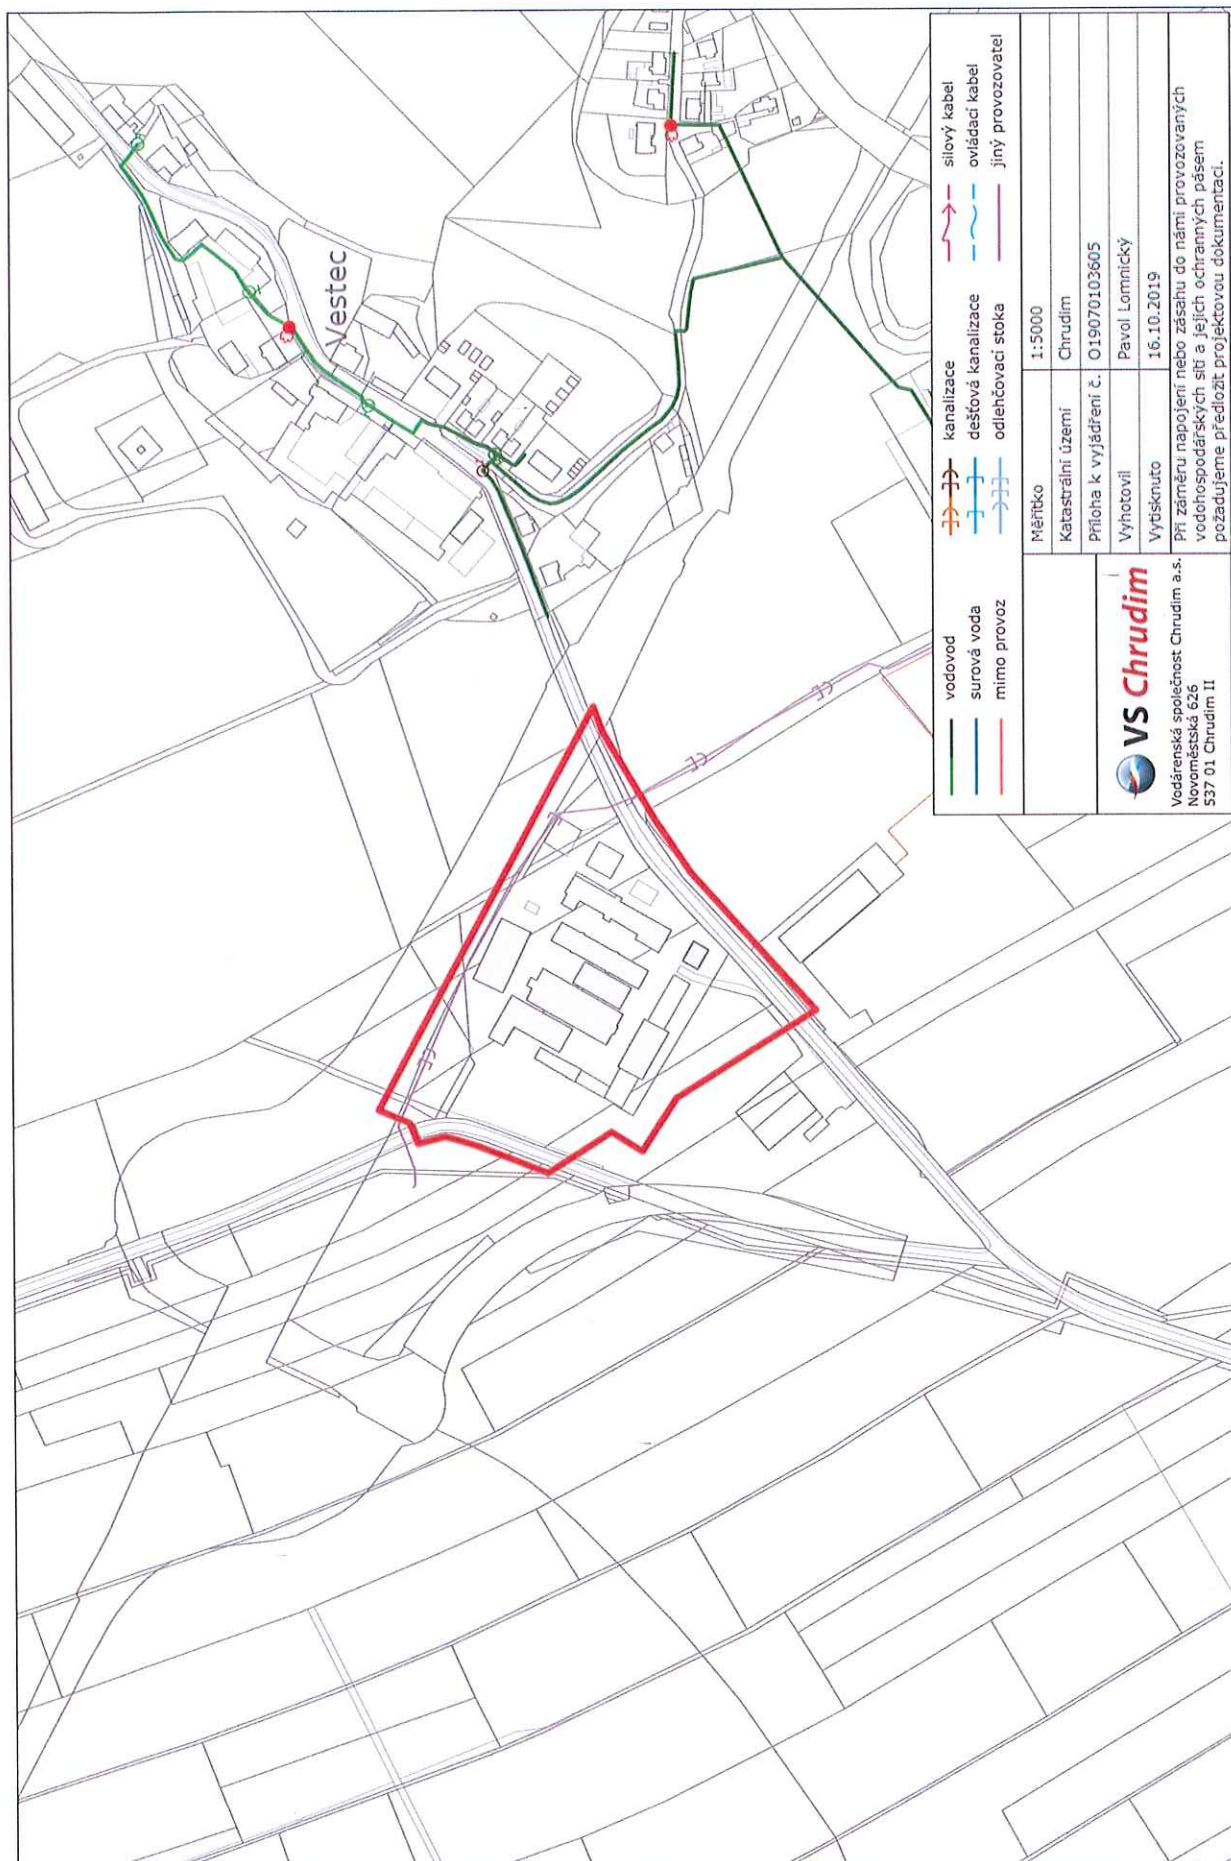 Vestec
vodovod
surová voda
mimo provoz
kanalizace
dešťová kanalizace
odlehčovací stoka
silový kabel
ovládací kabel
jiný provozovatel
VS Chrudim
Vodárenská společnost Chrudim a.s.
Novoměstská 626
537 01 Chrudim II
Měřítko 1:5000
Katastrální území Chrudim
Příloha k vyjádření č. O19070103605
Vyhotovil Pavol Lomnický
Vytisknuto 16.10.2019
Při záměru napojení nebo zásahu do námi provozovaných
vodohospodářských sítí a jejich ochranných pásem
požadujeme předložit projektovou dokumentaci.